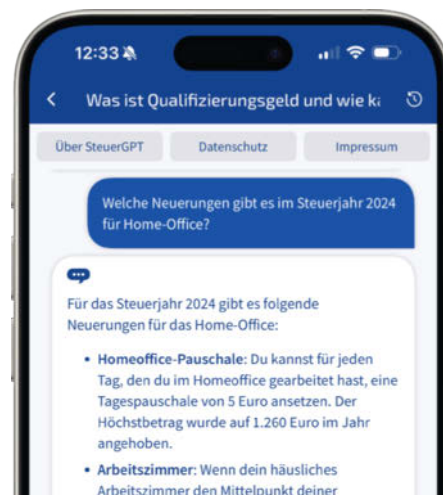 12:33
Was ist Qualifizierungsgeld und wie ka
Über SteuerGPT
Datenschutz
Impressum
Welche Neuerungen gibt es im Steuerjahr 2024
für Home-Office?
Für das Steuerjahr 2024 gibt es folgende
Neuerungen für das Home-Office:
• Homeoffice-Pauschale: Du kannst für jeden
Tag, den du im Homeoffice gearbeitet hast, eine
Tagespauschale von 5 Euro ansetzen. Der
Höchstbetrag wurde auf 1.260 Euro im Jahr
angehoben.
• Arbeitszimmer: Wenn dein häusliches
Arbeitszimmer den Mittelpunkt deiner